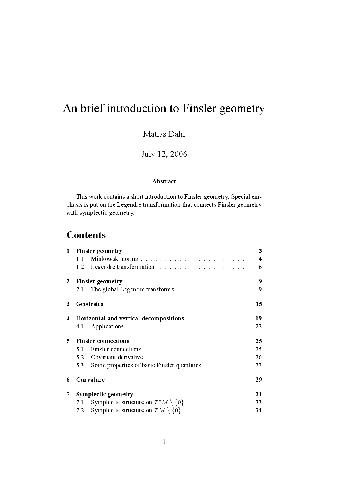 An brief introduction to Finsler geometry
Matias Dahl
July 12, 2006
Abstract
This work contains a short introduction to Finsler geometry. Special em-
phasis is put on the Legendre transformation that connects Finsler geometry
with symplectic geometry.
Contents
1 Finsler geometry 3
1.1 Minkowski norms . . . . . . . . . . . . . . . . . . . . 4
1.2 Legendre transformation . . . . . . . . . . . . . . . . . 6
2 Finsler geometry 9
2.1 The global Legendre transforms 9
3 Geodesics 15
4 Horizontal and vertical decompositions 19
4.1 Applications 22
5 Finsler connections 25
5.1 Finsler connections 25
5.2 Covariant derivative 26
5.3 Some properties of basic Finsler quantities 27
6 Curvature 29
7 Symplectic geometry 31
7.1 Symplectic structure on T*M \ {0} 33
7.2 Symplectic structure on TM \ {0} 34
1